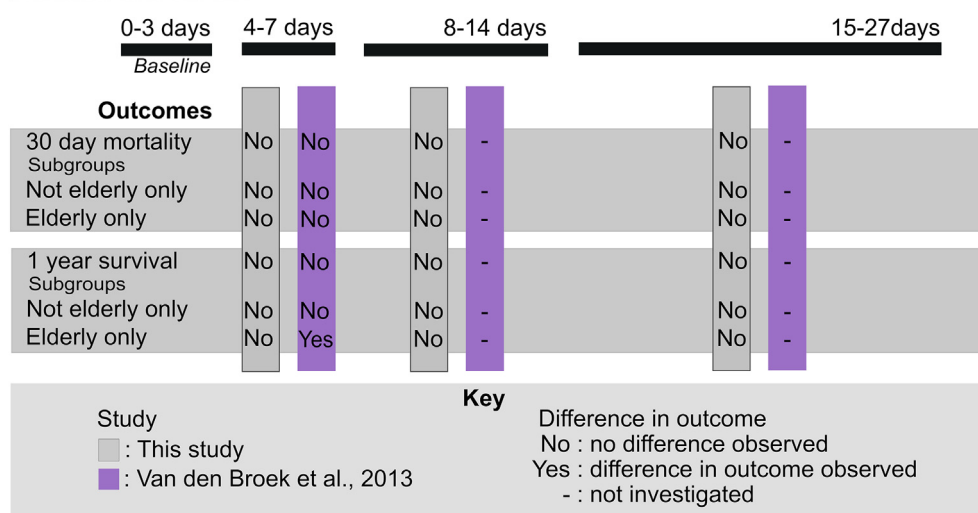 0-3 days 4-7 days 8-14 days 15-27days
Baseline
Outcomes
30 day mortality No No No - No -
Subgroups
Not elderly only No No No - No -
Elderly only No No No - No -
1 year survival No No No - No -
Subgroups
Not elderly only No No No - No -
Elderly only No Yes No - No -
Key
Study Difference in outcome
: This study No : no difference observed
: Van den Broek et al., 2013 Yes : difference in outcome observed
- : not investigated